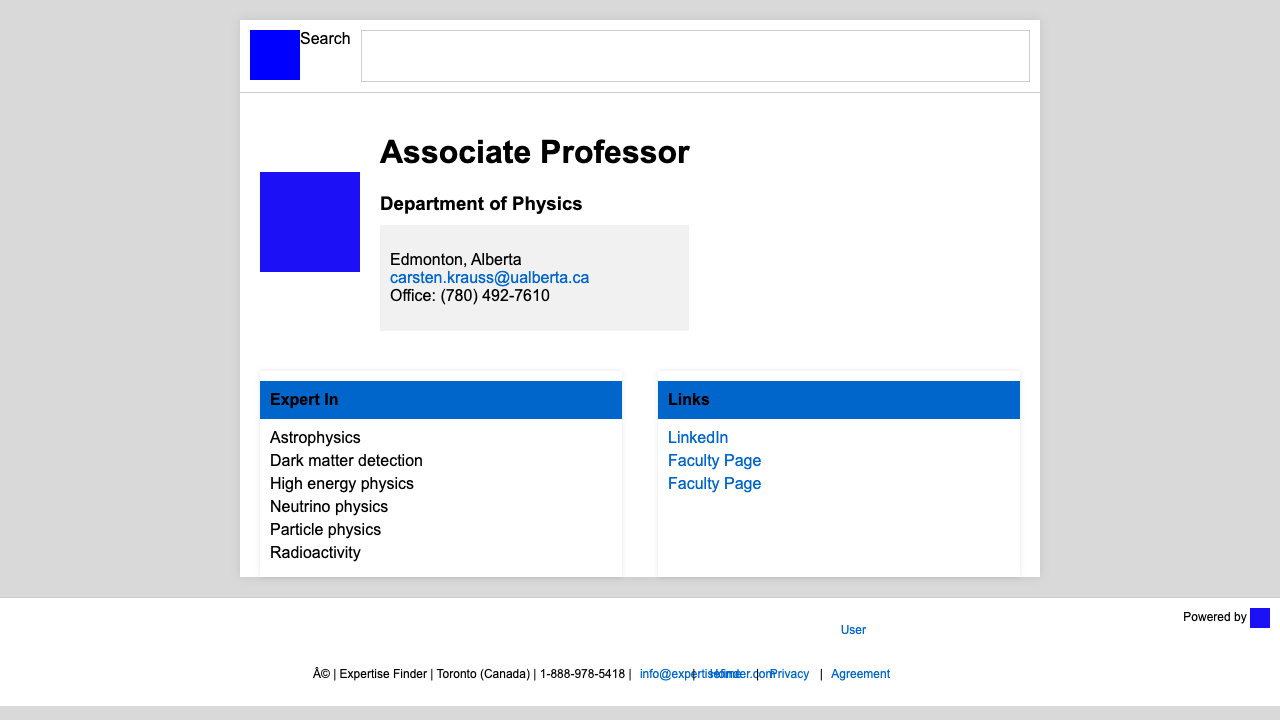 Search
Associate Professor
Department of Physics
Edmonton, Alberta
carsten.krauss@ualberta.ca
Office: (780) 492-7610
Expert In
Astrophysics
Dark matter detection
High energy physics
Neutrino physics
Particle physics
Radioactivity
Links
LinkedIn
Faculty Page
Faculty Page
Powered by
User
Â© | Expertise Finder | Toronto (Canada) | 1-888-978-5418 | info@expertisefinder.com | Home | Privacy | Agreement